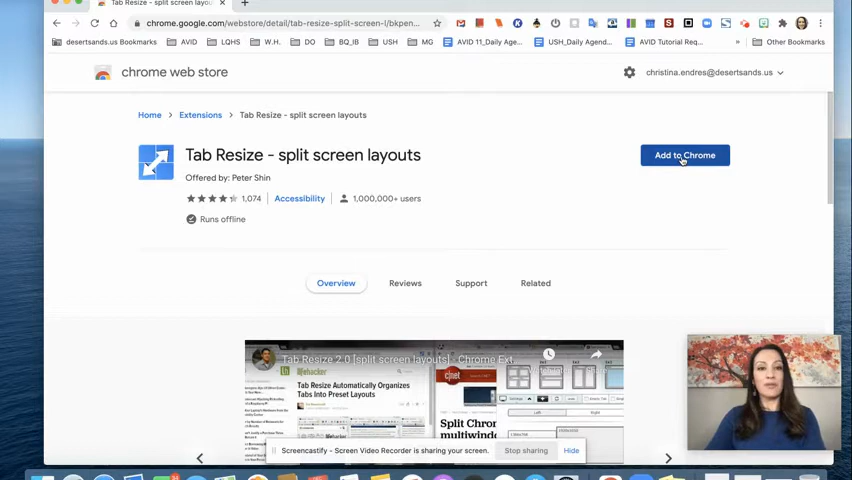 Tab Resize - split screen layou
chrome.google.com/webstore/detail/tab-resize-split-screen-l/bkpen...
desertsands.us Bookmarks AVID LQHS W.H. DO BQ_IB USH MG AVID 11_Daily Age... USH_Daily Agend... AVID Tutorial Req... » Other Bookmarks
chrome web store
christina.endres@desertsands.us
Home Extensions Tab Resize - split screen layouts
Tab Resize - split screen layouts
Add to Chrome
Offered by: Peter Shin
1,074 Accessibility 1,000,000+ users
Runs offline
Overview Reviews Support Related
Tab Resize 2.0 [split screen layouts] - Chrome Ext
lifehacker
Tab Resize Automatically Organizes
Tabs Into Preset Layouts
cnet
Split Chrom
multiwindo
Settings
Left Right
Screencastify - Screen Video Recorder is sharing your screen. Stop sharing Hide